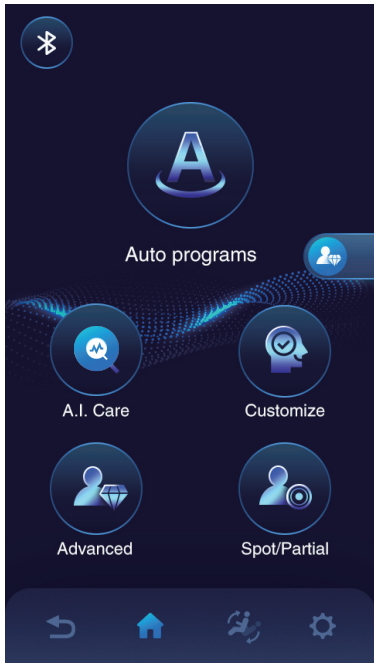 A
Auto programs
A.I. Care
Customize
Advanced
Spot/Partial